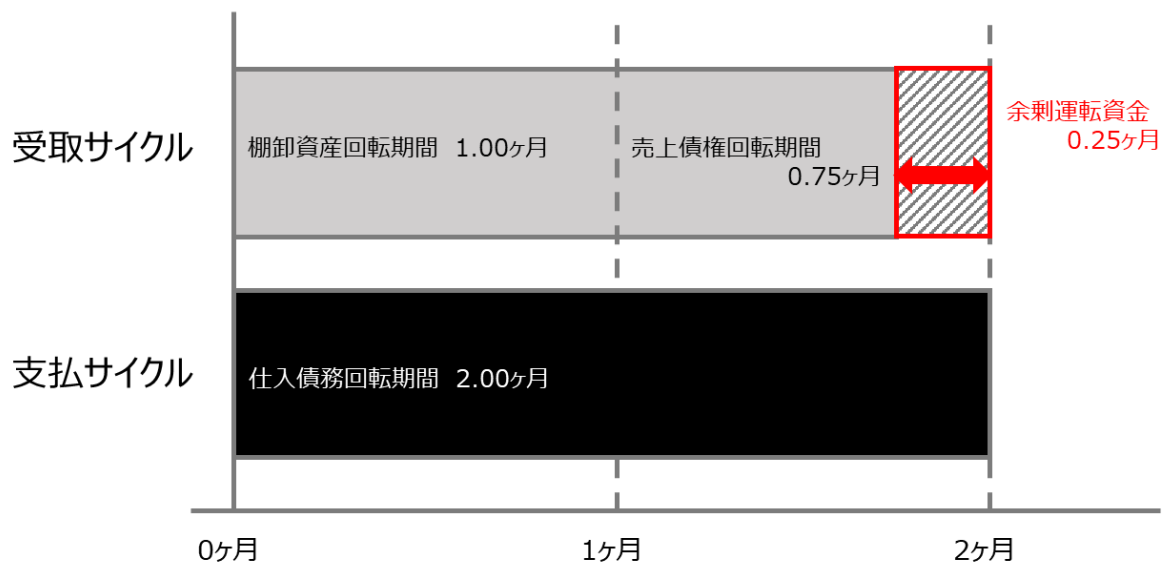 受取サイクル
棚卸資産回転期間 1.00ヶ月
売上債権回転期間
0.75ヶ月
余剰運転資金
0.25ヶ月
支払サイクル
仕入債務回転期間 2.00ヶ月
0ヶ月
1ヶ月
2ヶ月